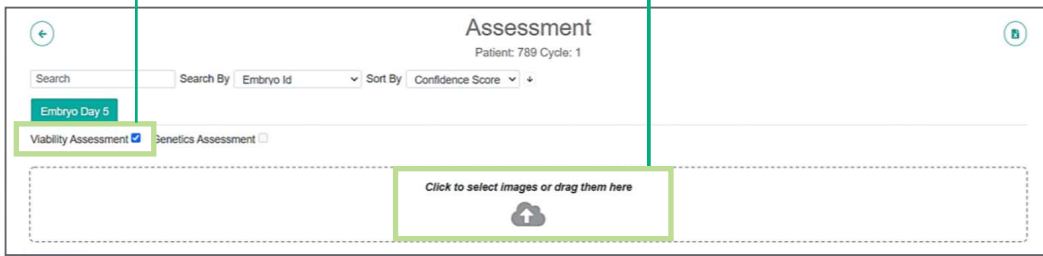 Assessment
Patient: 789 Cycle: 1
Search Search By Embryo Id Sort By Confidence Score
Embryo Day 5
Viability Assessment Genetics Assessment
Click to select images or drag them here